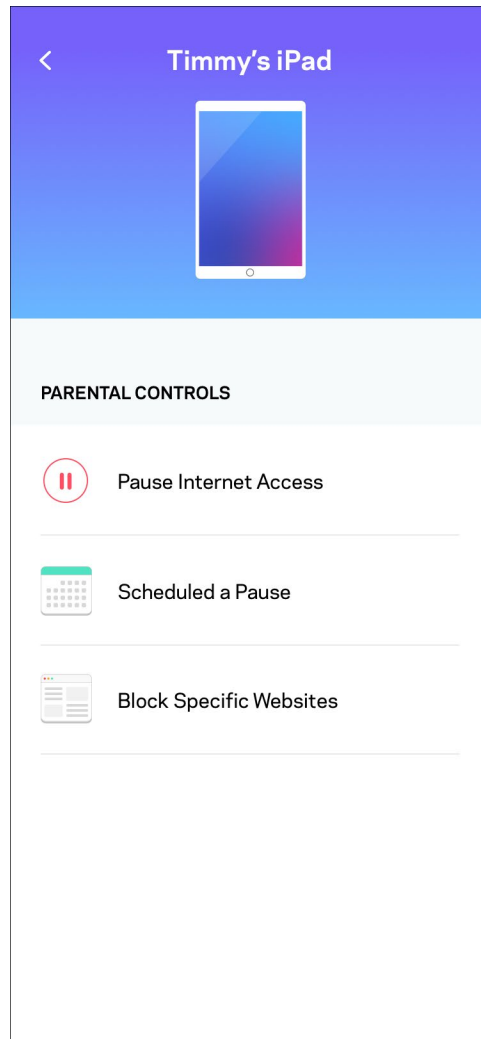 Timmy’s iPad
PARENTAL CONTROLS
Pause Internet Access
Scheduled a Pause
Block Specific Websites